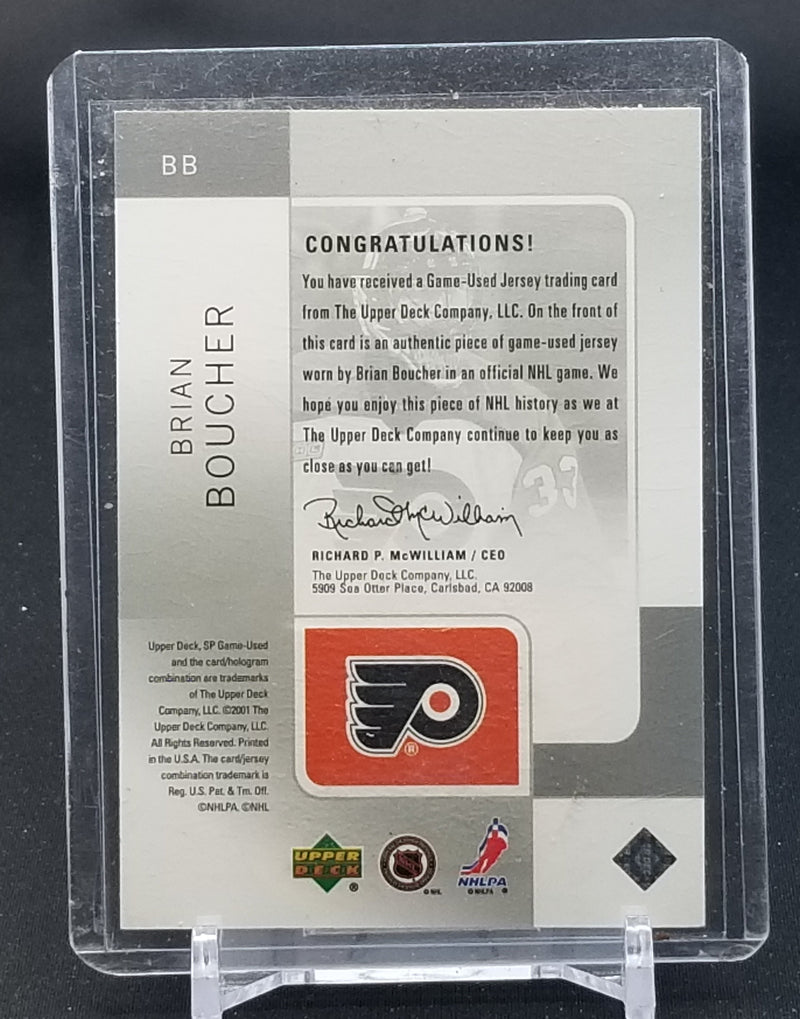 BB
BRIAN
BOUCHER
CONGRATULATIONS!
You have received a Game-Used Jersey trading card
from The Upper Deck Company, LLC. On the front of
this card is an authentic piece of game-used jersey
worn by Brian Boucher in an official NHL game. We
hope you enjoy this piece of NHL history as we at
The Upper Deck Company continue to keep you as
close as you can get!
33
Richard P McWilliam
RICHARD P. McWILLIAM / CEO
The Upper Deck Company, LLC.
5909 Sea Otter Place, Carlsbad, CA 92008
Upper Deck, SP Game-Used
and the card/hologram
combination are trademarks
of The Upper Deck
Company, LLC. ©2001 The
Upper Deck Company, LLC.
All Rights Reserved. Printed
in the U.S.A. The card/jersey
combination trademark is
Reg. U.S. Pat. & Tm. Off.
©NHLPA, ©NHL
®
UPPER
DECK
®
© NHL
NHLPA
© NHLPA ®